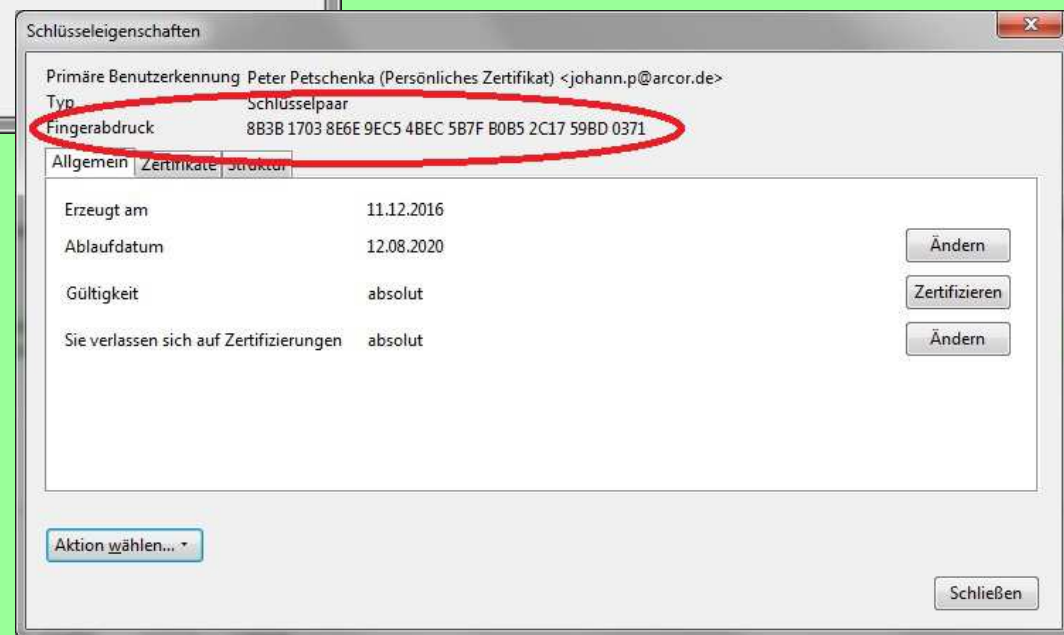 Schlüsseleigenschaften
Primäre Benutzerkennung Peter Petschenka (Persönliches Zertifikat) <johann.p@arcor.de>
Typ Schlüsselpaar
Fingerabdruck 8B3B 1703 8E6E 9EC5 4BEC 5B7F B0B5 2C17 59BD 0371
Allgemein Zertifikate Struktur
Erzeugt am 11.12.2016
Ablaufdatum 12.08.2020 Ändern
Gültigkeit absolut Zertifizieren
Sie verlassen sich auf Zertifizierungen absolut Ändern
Aktion wählen...
Schließen